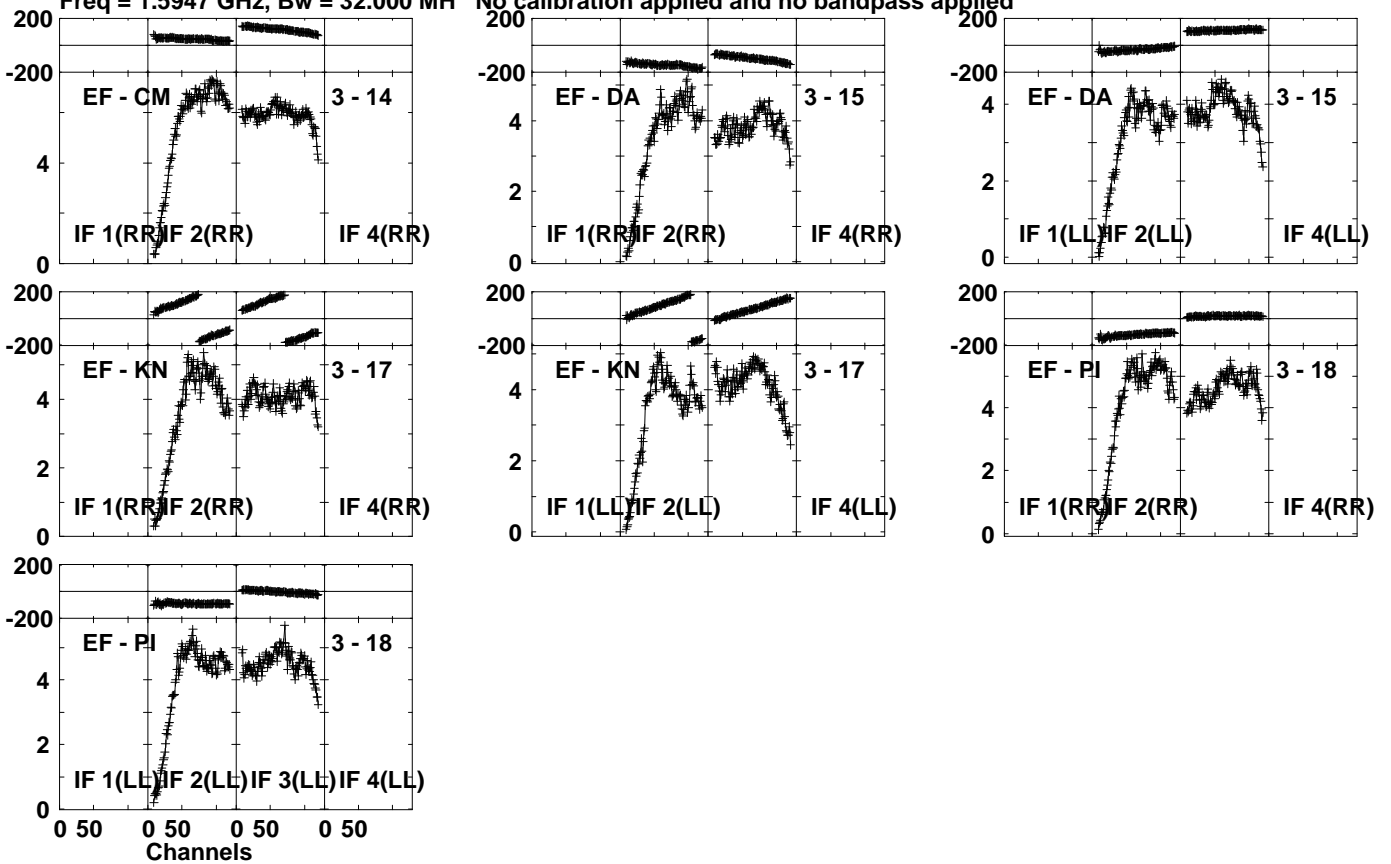 Freq = 1.5947 GHz, Bw = 32.000 MH No calibration applied and no bandpass applied
200
-200
EF - CM 3 - 14
4
IF 1(RR) IF 2(RR) IF 4(RR)
0
200
-200
EF - DA 3 - 15
4
2
IF 1(RR) IF 2(RR) IF 4(RR)
0
200
-200
EF - DA 3 - 15
4
2
IF 1(LL) IF 2(LL) IF 4(LL)
0
200
-200
EF - KN 3 - 17
4
2
IF 1(RR) IF 2(RR) IF 4(RR)
0
200
-200
EF - KN 3 - 17
4
2
IF 1(LL) IF 2(LL) IF 4(LL)
0
200
-200
EF - PI 3 - 18
4
2
IF 1(RR) IF 2(RR) IF 4(RR)
0
200
-200
EF - PI 3 - 18
4
2
IF 1(LL) IF 2(LL) IF 3(LL) IF 4(LL)
0
0 50 0 50 0 50 0 50
Channels